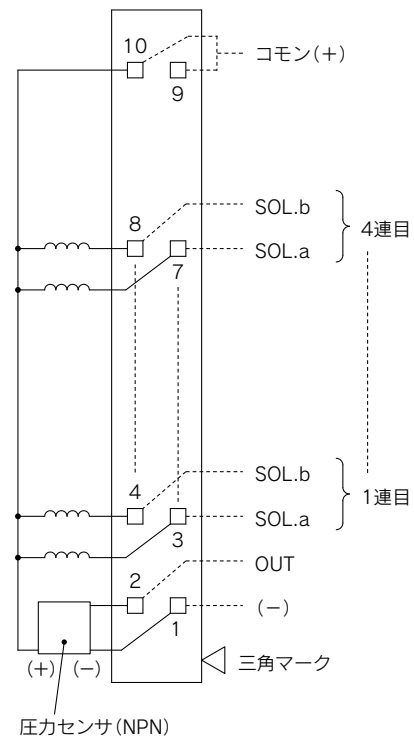 10
コモン(+)
9
8
SOL.b
SOL.a
4連目
7
4
SOL.b
SOL.a
1連目
3
OUT
2
(−)
1
三角マーク
(+) (−)
圧力センサ(NPN)